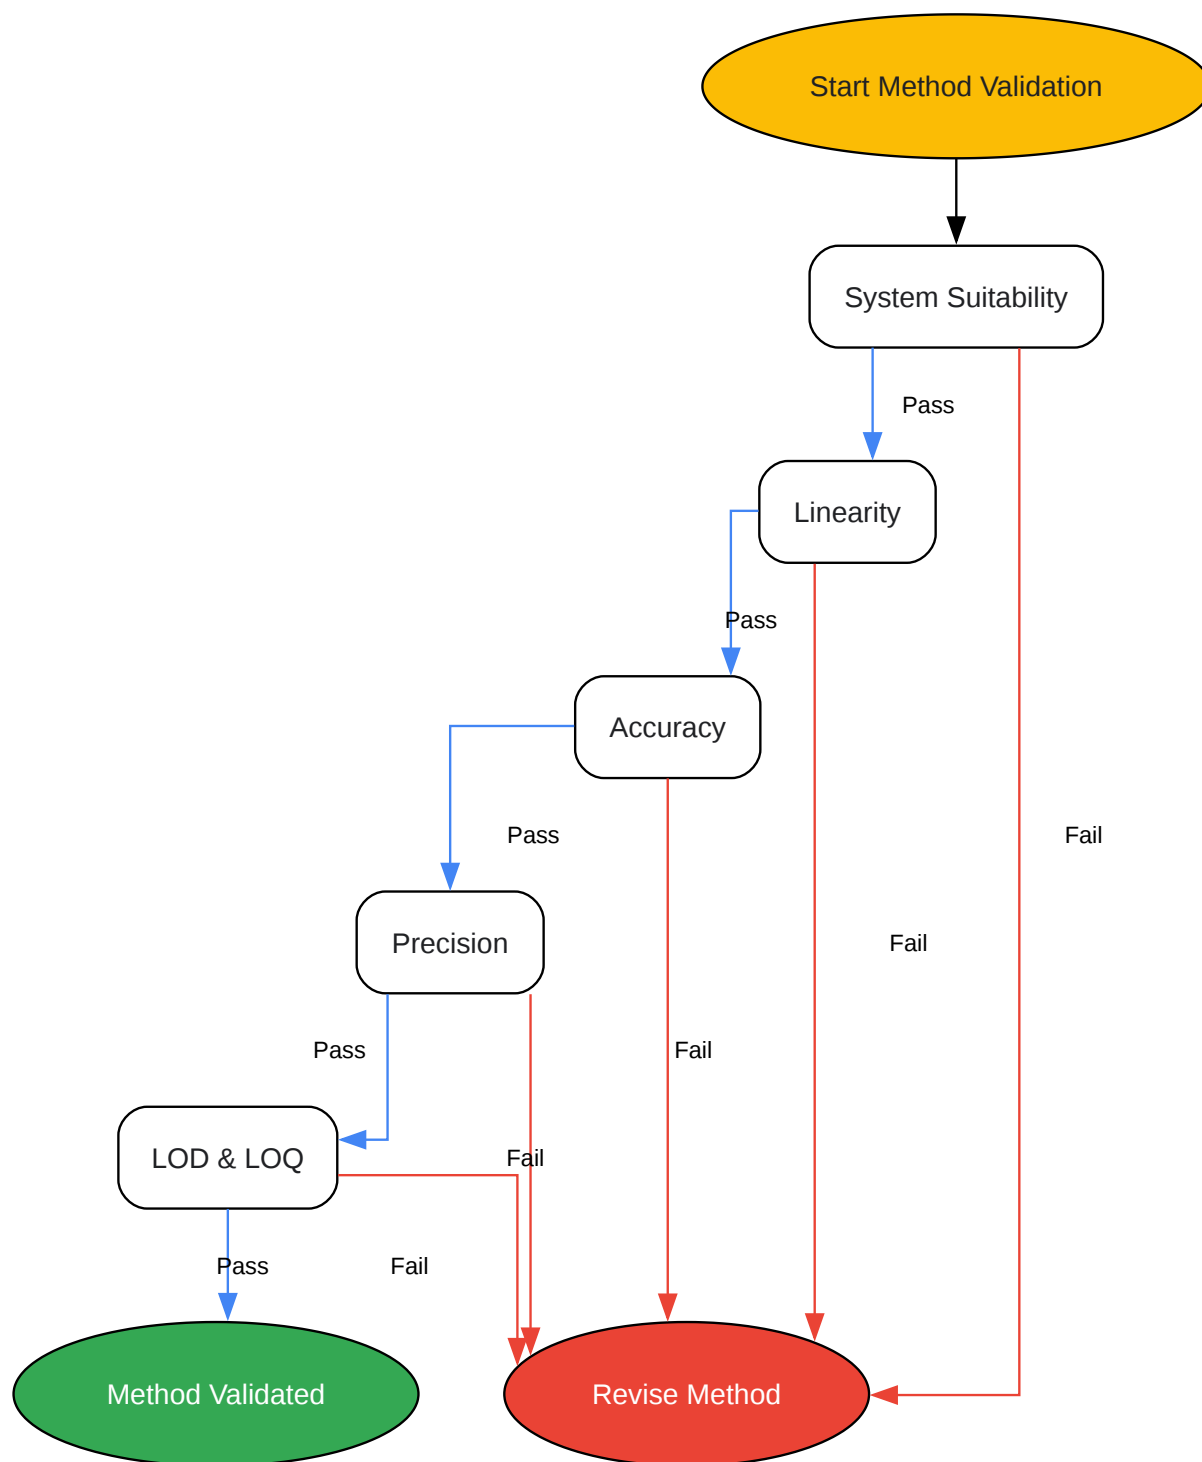 Start Method Validation
System Suitability
Pass
Linearity
Pass
Accuracy
Pass
Fail
Precision
Fail
Pass
Fail
LOD & LOQ
Fail
Pass
Fail
Method Validated
Revise Method